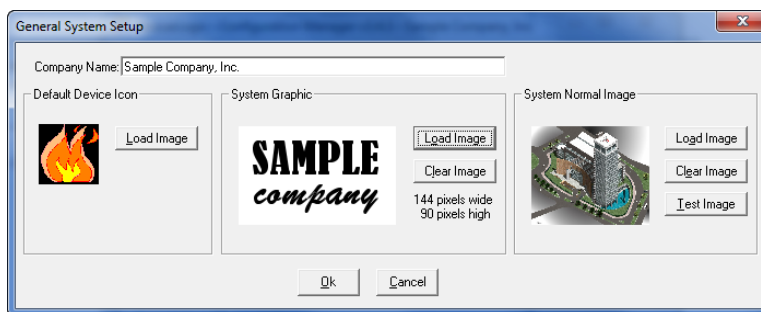 General System Setup
Company Name: Sample Company, Inc.
Default Device Icon
Load Image
System Graphic
SAMPLE
company
Load Image
Clear Image
144 pixels wide
90 pixels high
System Normal Image
Load Image
Clear Image
Test Image
Ok
Cancel